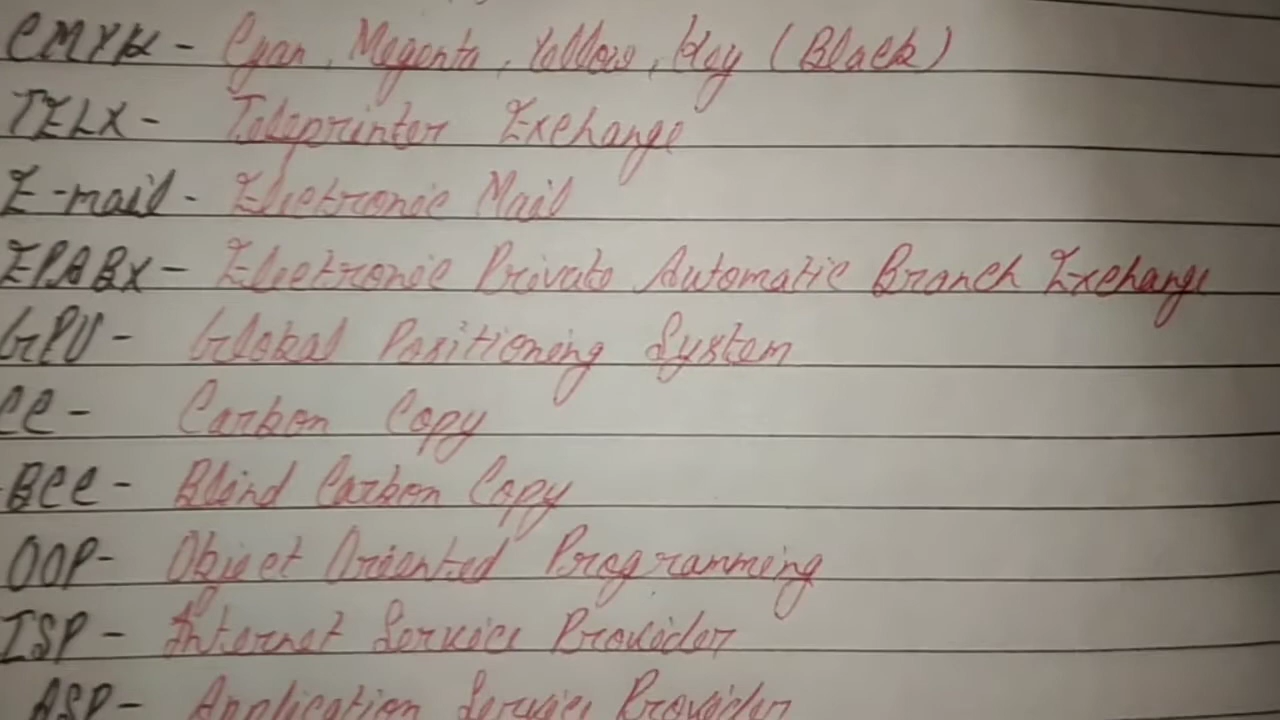 CMYK - Cyan, Magenta, Yellow, Key (Black)
TELX - Teleprinter Exchange
E-mail - Electronic Mail
EPABX - Electronic Private Automatic Branch Exchange
GPU - Global Positioning System
CC - Carbon Copy
BCC - Blind Carbon Copy
OOP - Object Oriented Programming
ISP - Internet Service Provider
ASP - Application Service Provider